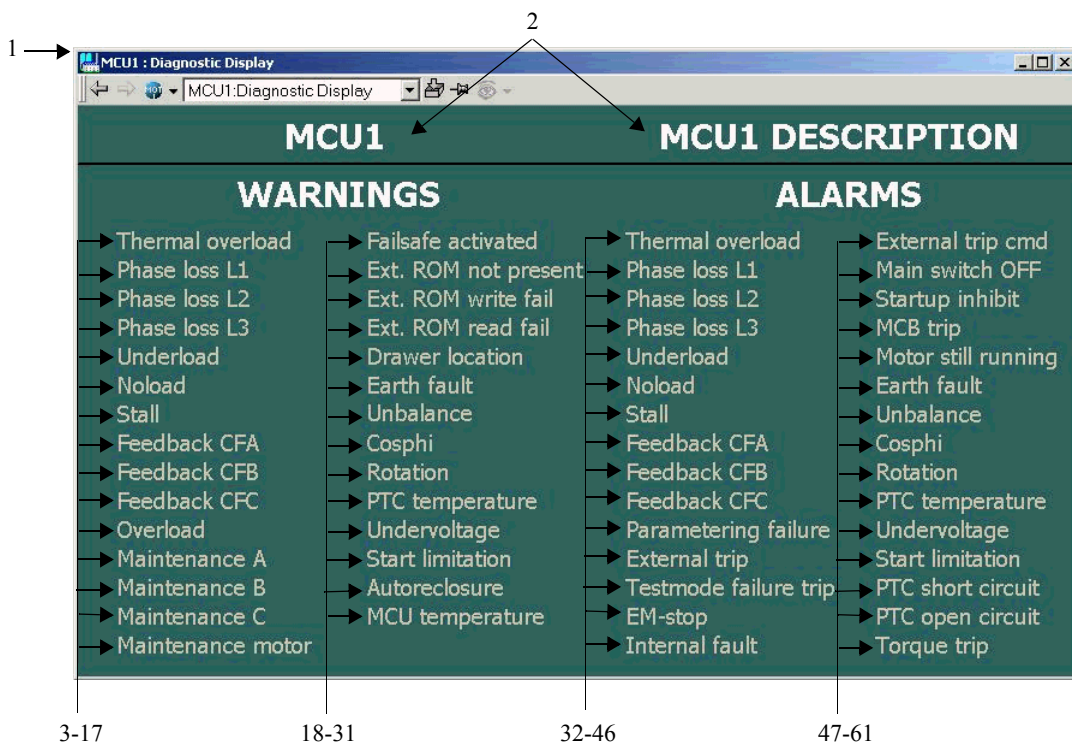 2
1
MCU1 : Diagnostic Display
MOT
MCU1:Diagnostic Display
MCU1
MCU1 DESCRIPTION
WARNINGS
ALARMS
Thermal overload
Phase loss L1
Phase loss L2
Phase loss L3
Underload
Noload
Stall
Feedback CFA
Feedback CFB
Feedback CFC
Overload
Maintenance A
Maintenance B
Maintenance C
Maintenance motor
Failsafe activated
Ext. ROM not present
Ext. ROM write fail
Ext. ROM read fail
Drawer location
Earth fault
Unbalance
Cosphi
Rotation
PTC temperature
Undervoltage
Start limitation
Autoreclosure
MCU temperature
Thermal overload
Phase loss L1
Phase loss L2
Phase loss L3
Underload
Noload
Stall
Feedback CFA
Feedback CFB
Feedback CFC
Parametering failure
External trip
Testmode failure trip
EM-stop
Internal fault
External trip cmd
Main switch OFF
Startup inhibit
MCB trip
Motor still running
Earth fault
Unbalance
Cosphi
Rotation
PTC temperature
Undervoltage
Start limitation
PTC short circuit
PTC open circuit
Torque trip
3-17
18-31
32-46
47-61